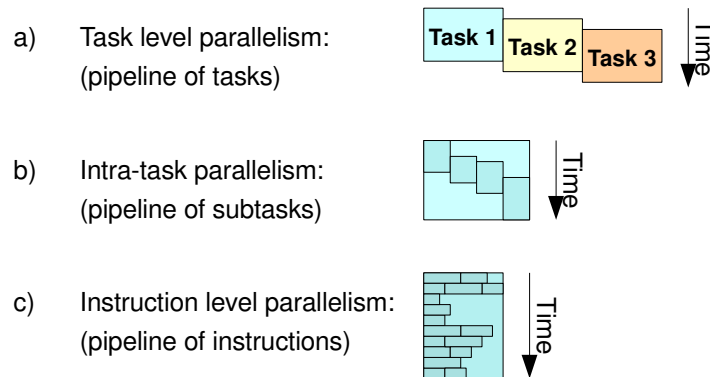 a) Task level parallelism:
(pipeline of tasks)
Task 1 Task 2 Task 3
Time
b) Intra-task parallelism:
(pipeline of subtasks)
Time
c) Instruction level parallelism:
(pipeline of instructions)
Time